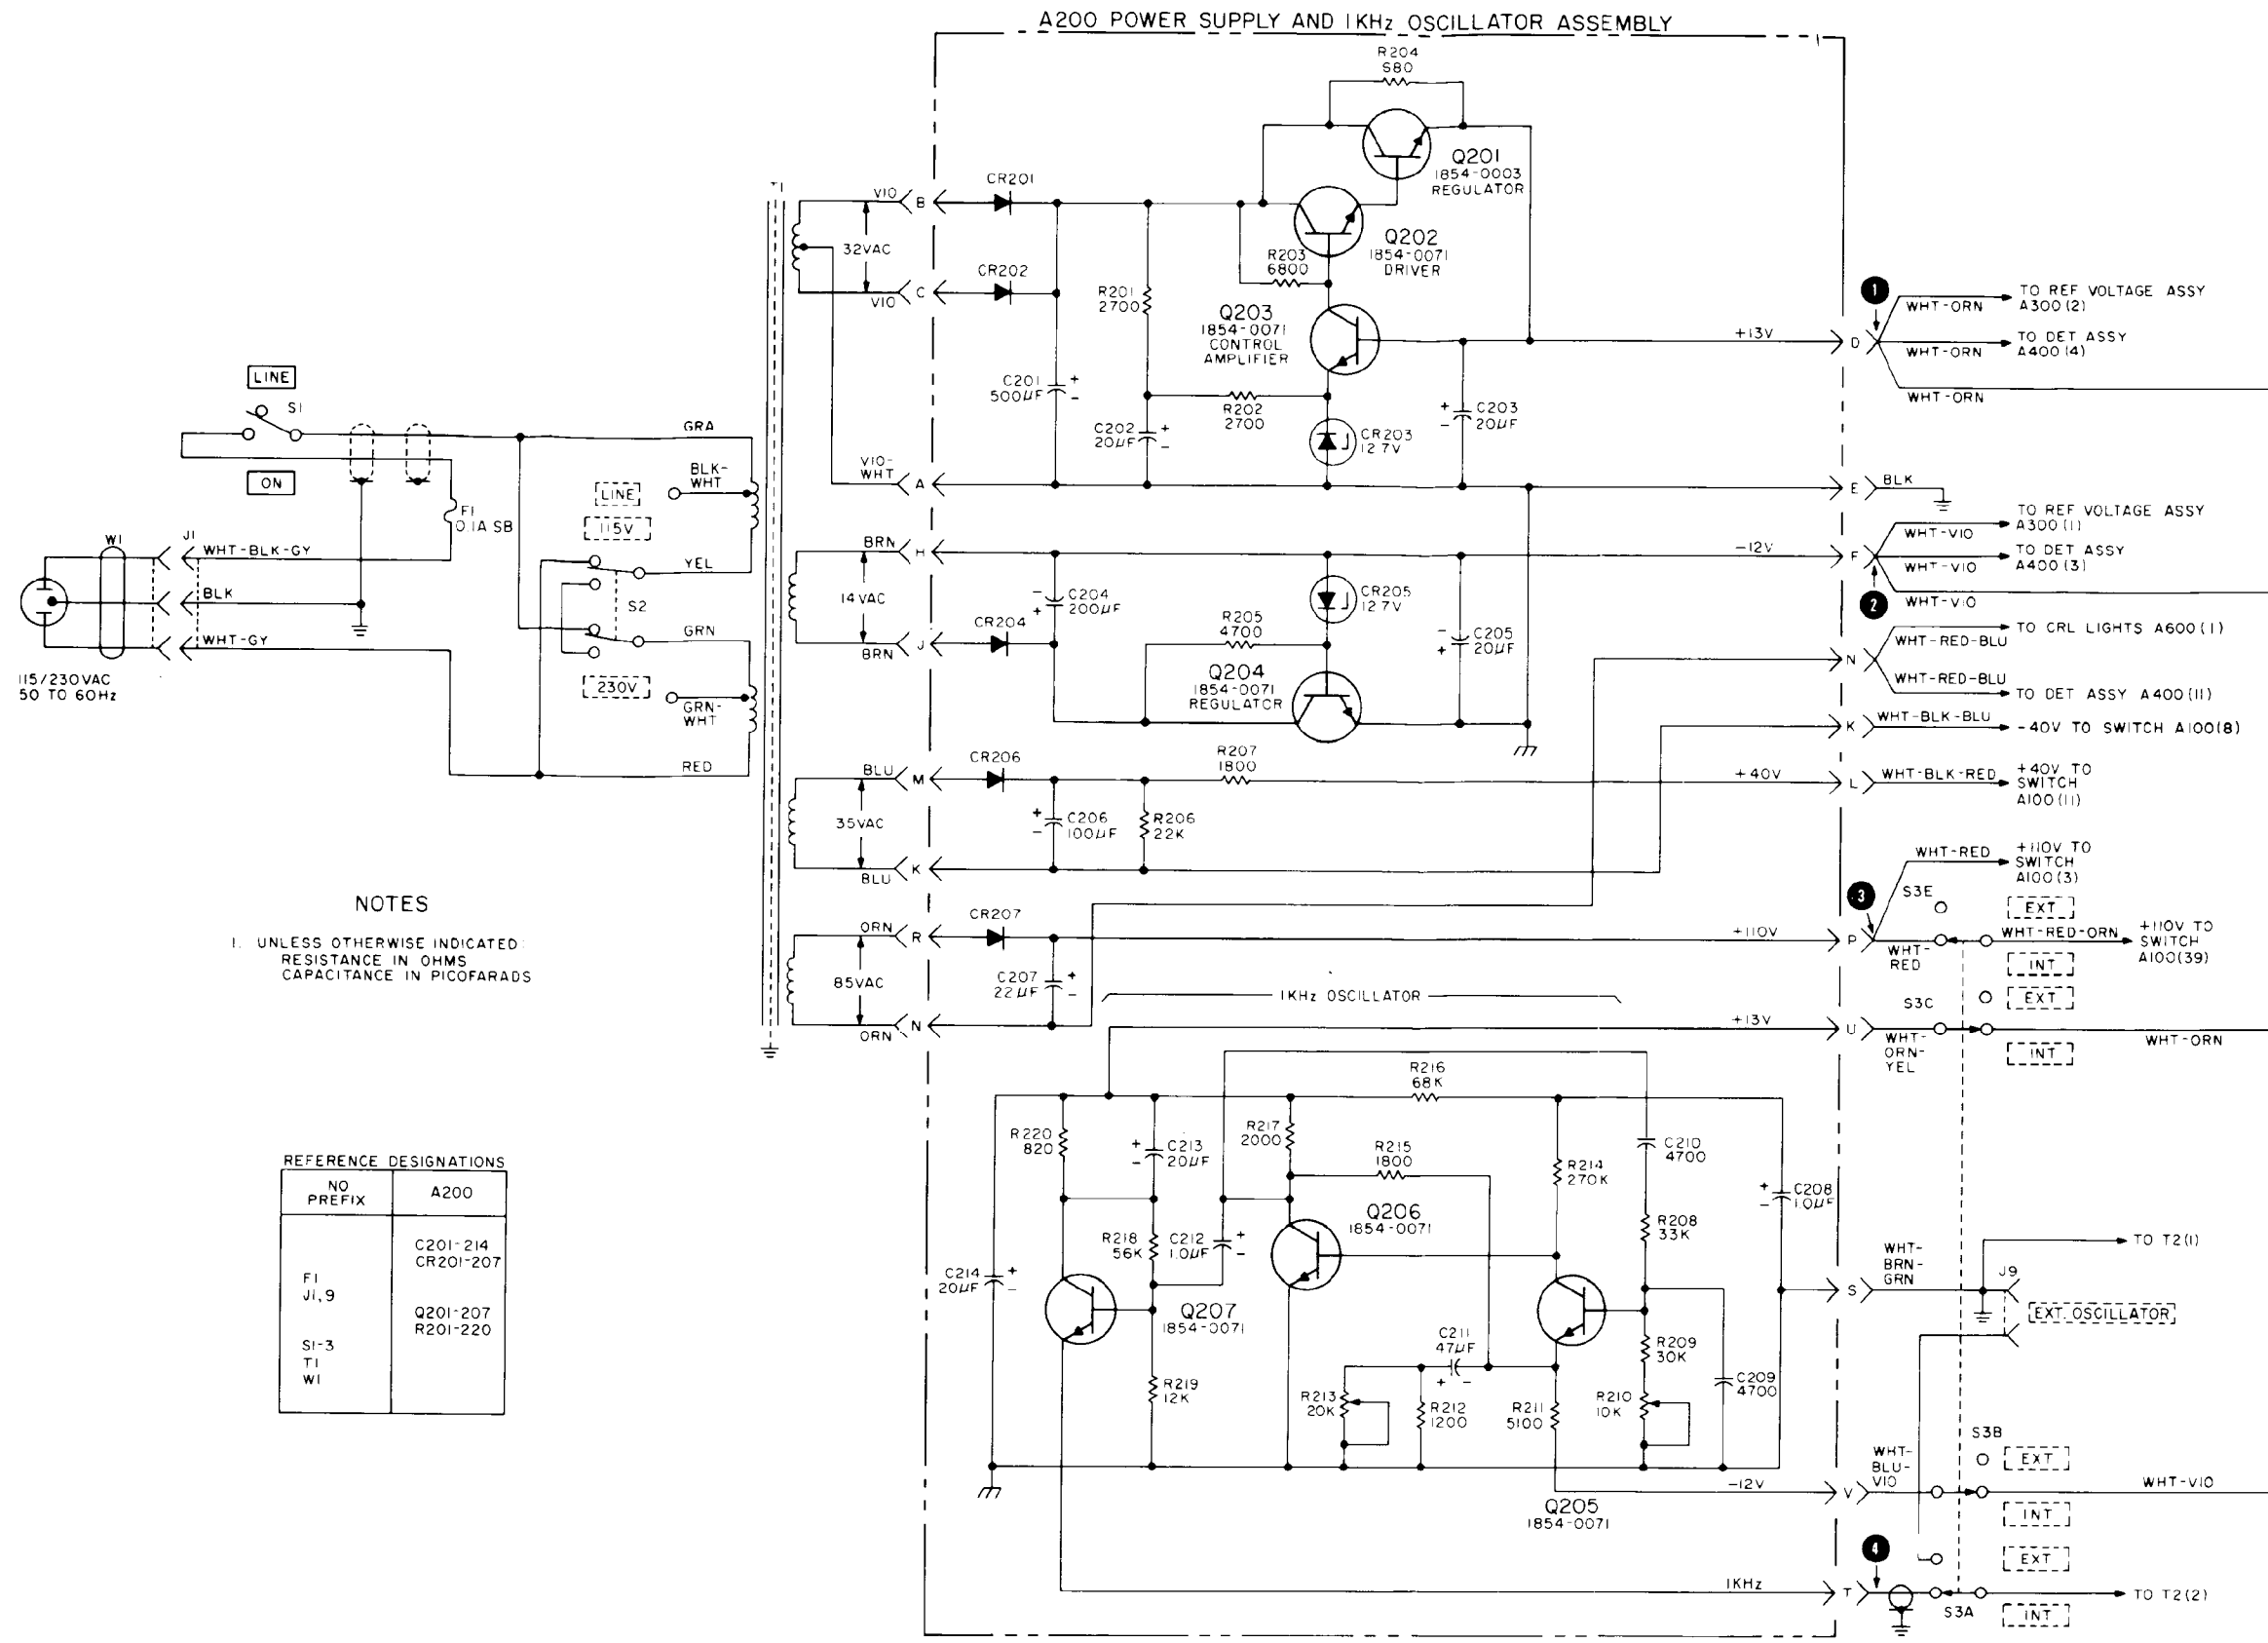 A200 POWER SUPPLY AND 1KHz OSCILLATOR ASSEMBLY
R204
580
Q201
1854-0003
REGULATOR
CR201
VIO
B
32VAC
CR202
VIO
C
R201
2700
R203
6800
Q202
1854-0071
DRIVER
Q203
1854-0071
CONTROL
AMPLIFIER
+13V
D
1
WHT-ORN
TO REF VOLTAGE ASSY
A300(2)
WHT-ORN
TO DET ASSY
A400(4)
WHT-ORN
C201
500µF
+
-
C202
20µF
+
-
R202
2700
CR203
12.7V
+
-
C203
20µF
VIO-
WHT
A
E
BLK
LINE
S1
ON
GRA
BLK-
WHT
LINE
115V
F1
0.1A SB
W1
J1
WHT-BLK-GY
BLK
WHT-GY
115/230VAC
50 TO 60Hz
YEL
S2
GRN
230V
GRN-
WHT
RED
T1
BRN
H
14VAC
BRN
J
-
+
C204
200µF
CR204
R205
4700
CR205
12.7V
-
+
C205
20µF
Q204
1854-0071
REGULATOR
-12V
F
2
TO REF VOLTAGE ASSY
A300(1)
WHT-VIO
TO DET ASSY
A400(3)
WHT-VIO
WHT-VIO
N
WHT-RED-BLU
TO CRL LIGHTS A600(1)
WHT-RED-BLU
TO DET ASSY A400(11)
K
WHT-BLK-BLU
-40V TO SWITCH A100(8)
BLU
M
CR206
R207
1800
+40V
L
WHT-BLK-RED
+40V TO
SWITCH
A100(11)
35VAC
+
-
C206
100µF
R206
22K
BLU
K
ORN
R
CR207
+110V
P
3
WHT-RED
+110V TO
SWITCH
A100(3)
S3E
EXT
WHT-RED-ORN
+110V TO
SWITCH
A100(39)
WHT-
RED
INT
85VAC
C207
22µF
+
-
ORN
N
1KHz OSCILLATOR
S3C
EXT
+13V
U
WHT-
ORN-
YEL
INT
WHT-ORN
NOTES
1. UNLESS OTHERWISE INDICATED:
RESISTANCE IN OHMS
CAPACITANCE IN PICOFARADS
R216
68K
R220
820
+
-
C213
20µF
R217
2000
R215
1800
R214
270K
C210
4700
+
-
C208
1.0µF
REFERENCE DESIGNATIONS
NO
PREFIX
A200
C201-214
CR201-207
F1
J1,9
Q201-207
R201-220
S1-3
T1
W1
R218
56K
C212
1.0µF
+
-
Q206
1854-0071
R208
33K
C214
20µF
+
-
Q207
1854-0071
C211
47µF
+
-
R209
30K
C209
4700
R219
12K
R213
20K
R212
1200
R211
5100
R210
10K
Q205
1854-0071
WHT-
BRN-
GRN
S
TO T2(1)
J9
EXT. OSCILLATOR
S3B
EXT
WHT-
BLU-
VIO
-12V
V
WHT-VIO
INT
4
EXT
1KHz
T
S3A
INT
TO T2(2)